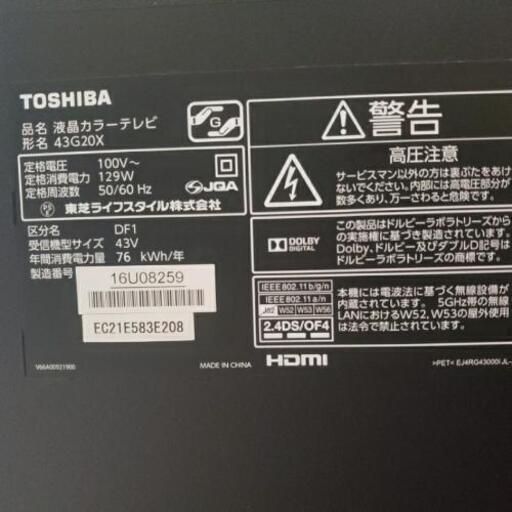 TOSHIBA
品名 液晶カラーテレビ
形名 43G20X
G
定格電圧 100V～
定格消費電力 129W
定格周波数 50/60 Hz
JQA
東芝ライフスタイル株式会社
区分名 DF1
受信機型サイズ 43V
年間消費電力量 76 kWh/年
製造番号
16U08259
EC21E583E208
V66A00921900
MADE IN CHINA
警告
高圧注意
サービスマン以外の方は裏ぶたをあけ
ないでください。内部には高電圧部分が
数多くあり、万一さわると危険です。
DOLBY
DIGITAL
この製品はドルビーラボラトリーズから
の実施権に基づき製造されています。
Dolby、ドルビー及びダブルD記号は
ドルビーラボラトリーズの商標です。
IEEE802.11b/g/n
IEEE802.11a/n
J52 W52 W53 W56
2.4DS/OF4
本機には電波法に基づく無線設備が
内蔵されています。 5GHz帯の無線
LANにおけるW52、W53の屋外使用
は法令で禁止されています。
HDMI
>PET< EJ4RG43000I